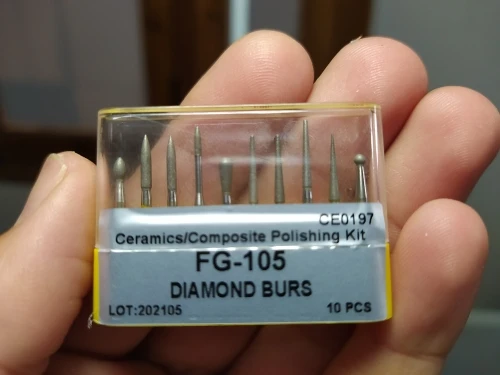 CE0197
Ceramics/Composite Polishing Kit
FG-105
DIAMOND BURS
LOT:202105 10 PCS